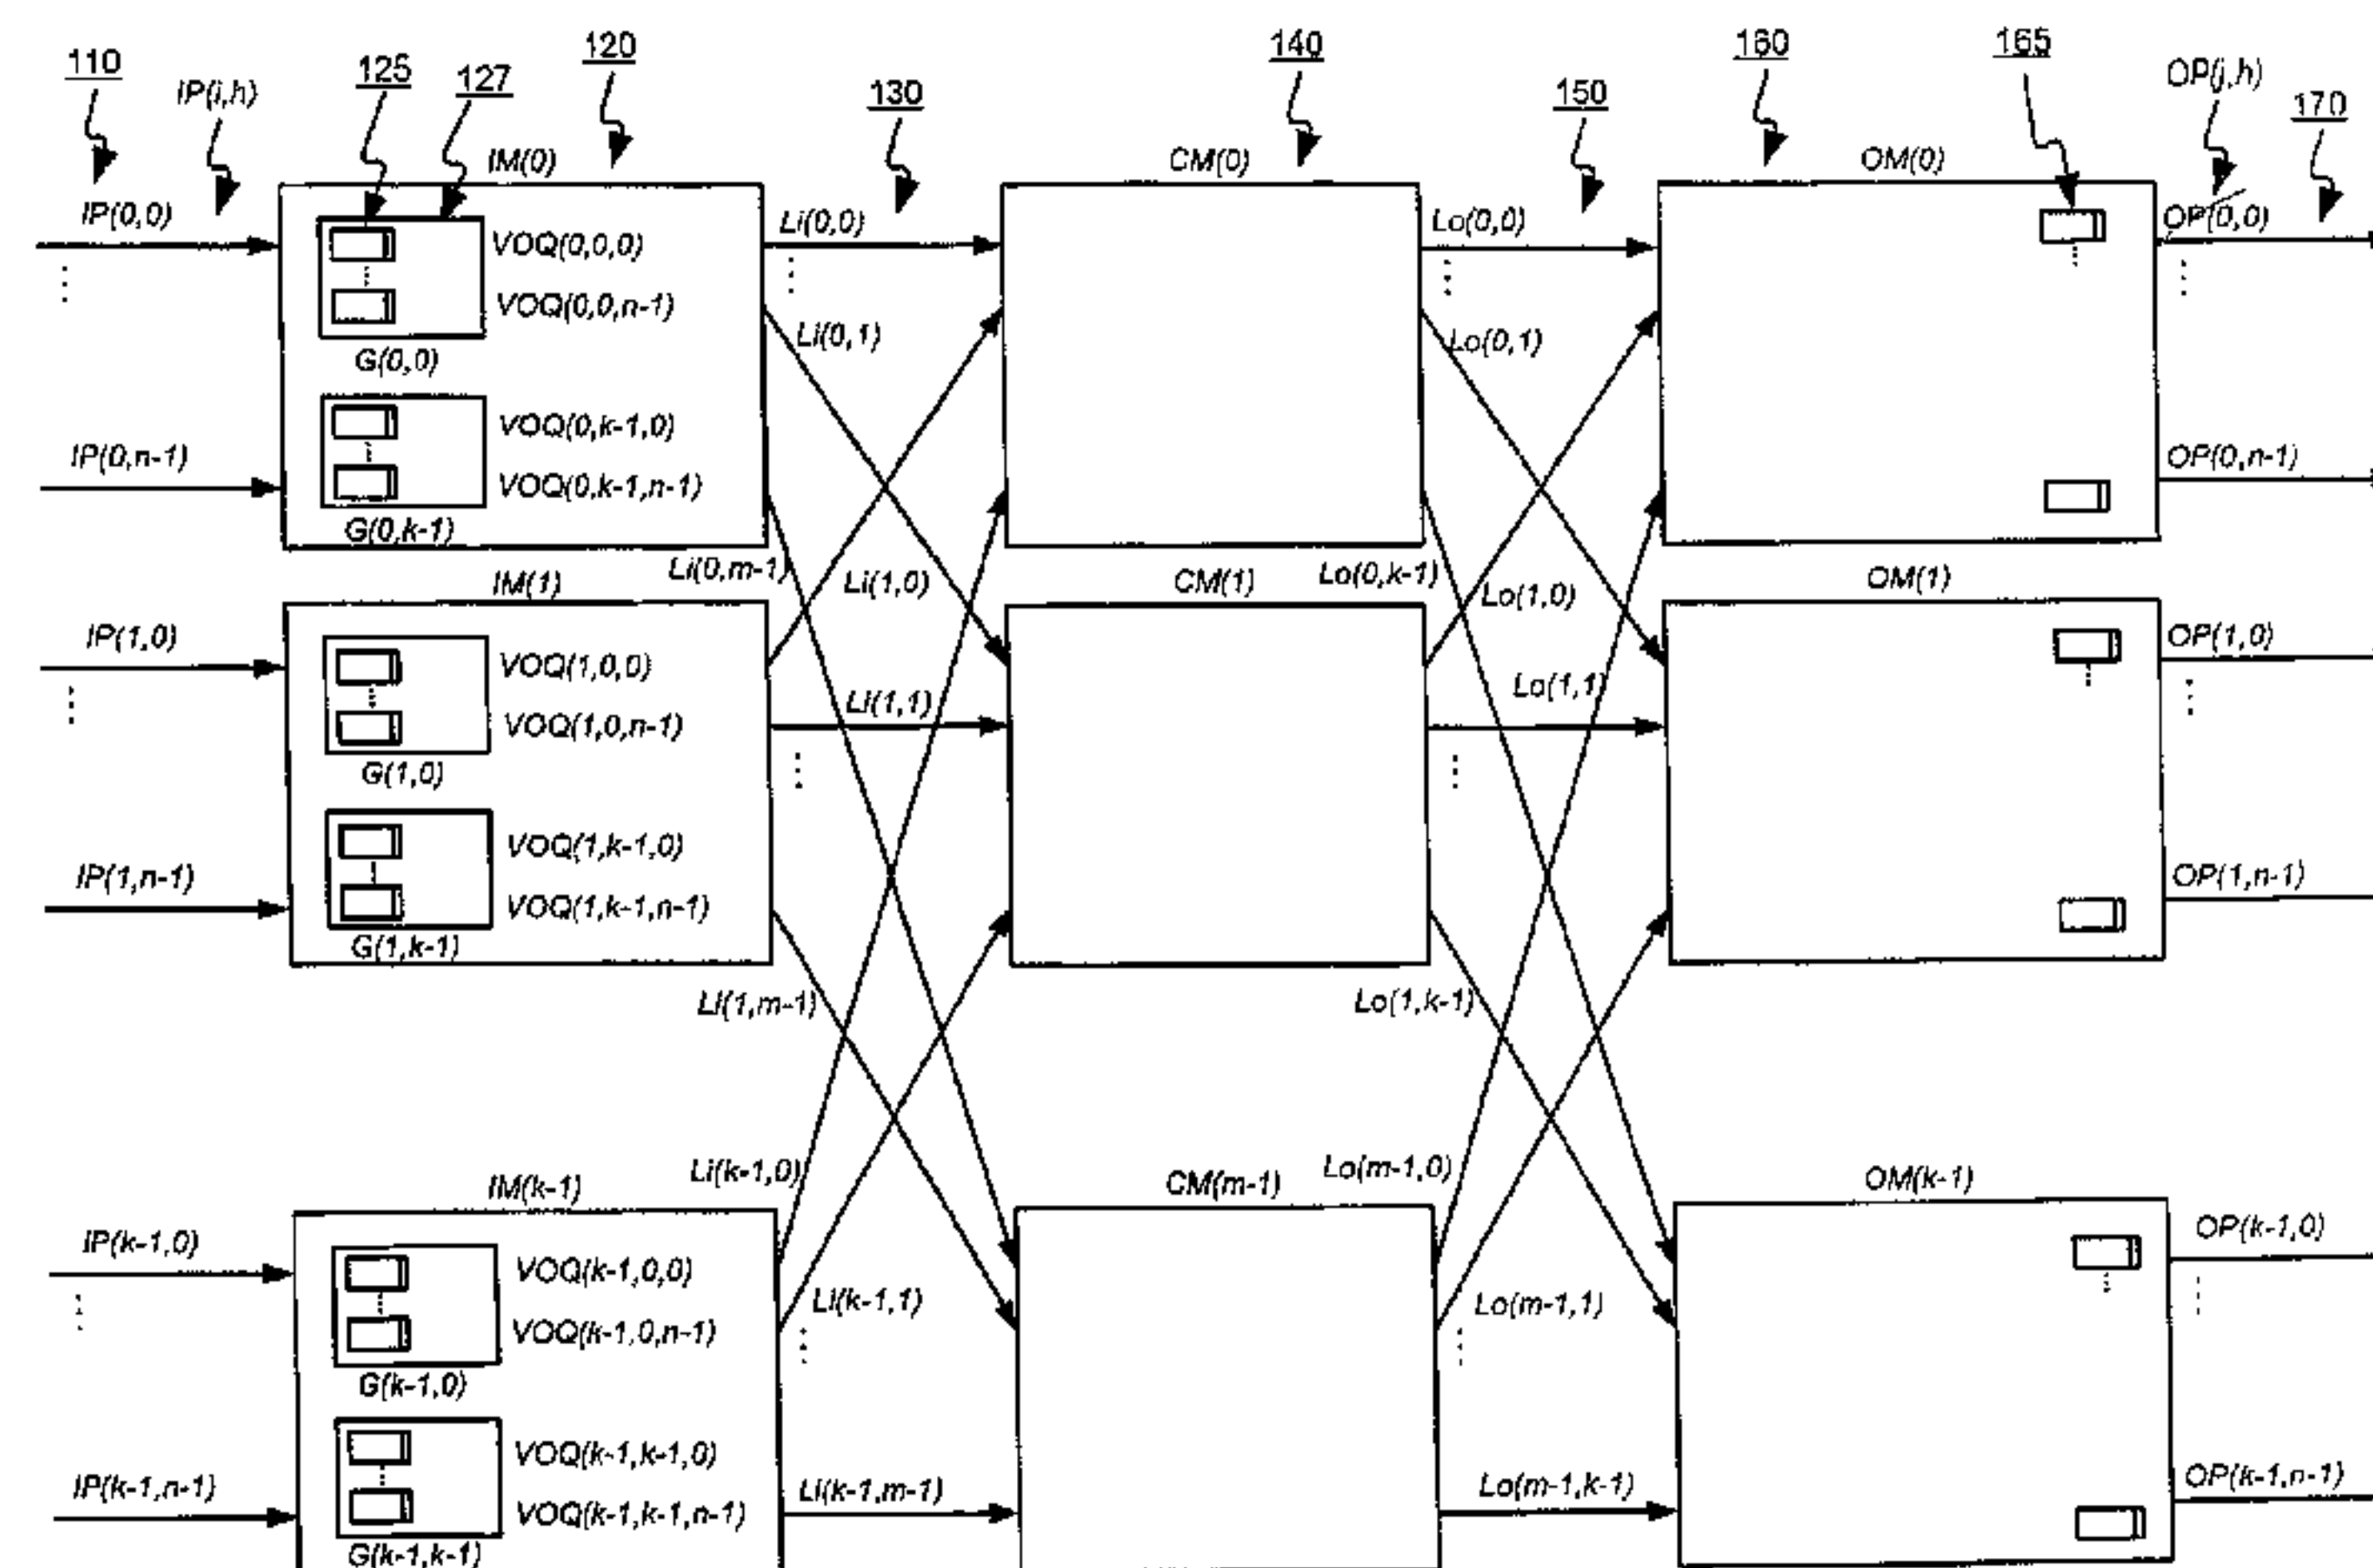 110
IP(i,h)
125
127
120
130
140
150
160
165
OP(j,h)
170
IM(0)
CM(0)
OM(0)
IP(0,0)
VOQ(0,0,0)
VOQ(0,0,n-1)
G(0,0)
Li(0,0)
Li(0,1)
Lo(0,0)
Lo(0,1)
OP(0,0)
IP(0,n-1)
VOQ(0,k-1,0)
VOQ(0,k-1,n-1)
G(0,k-1)
OP(0,n-1)
Li(0,m-1)
Lo(0,k-1)
IM(1)
Li(1,0)
CM(1)
Lo(1,0)
OM(1)
IP(1,0)
VOQ(1,0,0)
VOQ(1,0,n-1)
G(1,0)
Li(1,1)
Lo(1,1)
OP(1,0)
IP(1,n-1)
VOQ(1,k-1,0)
VOQ(1,k-1,n-1)
G(1,k-1)
OP(1,n-1)
Li(1,m-1)
Lo(1,k-1)
IM(k-1)
Li(k-1,0)
CM(m-1)
Lo(m-1,0)
OM(k-1)
IP(k-1,0)
VOQ(k-1,0,0)
VOQ(k-1,0,n-1)
G(k-1,0)
Li(k-1,1)
Lo(m-1,1)
OP(k-1,0)
IP(k-1,n-1)
VOQ(k-1,k-1,0)
VOQ(k-1,k-1,n-1)
G(k-1,k-1)
Li(k-1,m-1)
Lo(m-1,k-1)
OP(k-1,n-1)